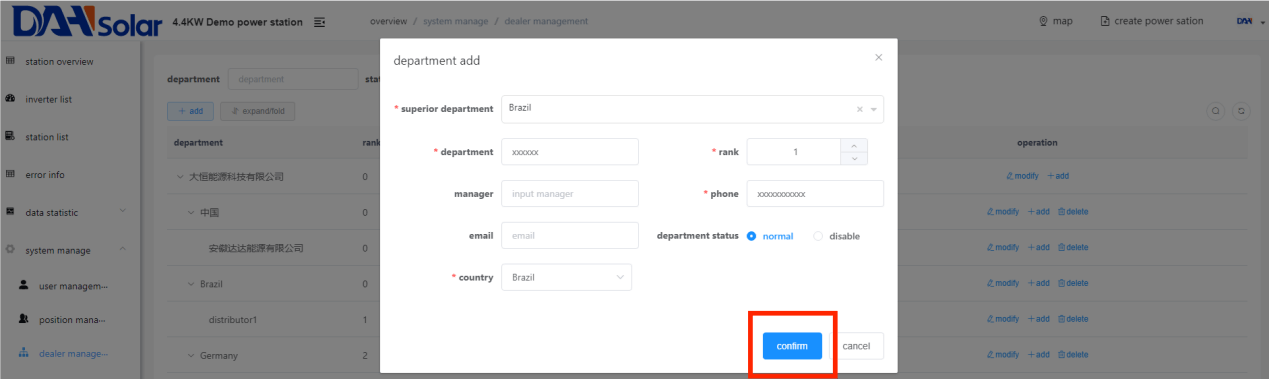 DAH Solar 4.4KW Demo power station overview / system manage / dealer management map create power sation DAH
station overview
inverter list
station list
error info
data statistic
system manage
user managem···
position mana···
dealer manage···
department department
+ add expand/fold
department rank operation
大恒能源科技有限公司 0 modify +add
中国 0 modify +add delete
安徽达达能源有限公司 0 modify +add delete
Brazil 0 modify +add delete
distributor1 1 modify +add delete
Germany 2 modify +add delete
department add
* superior department Brazil
* department xxxxxx * rank 1
manager input manager * phone xxxxxxxxxxx
email email department status normal disable
* country Brazil
confirm cancel